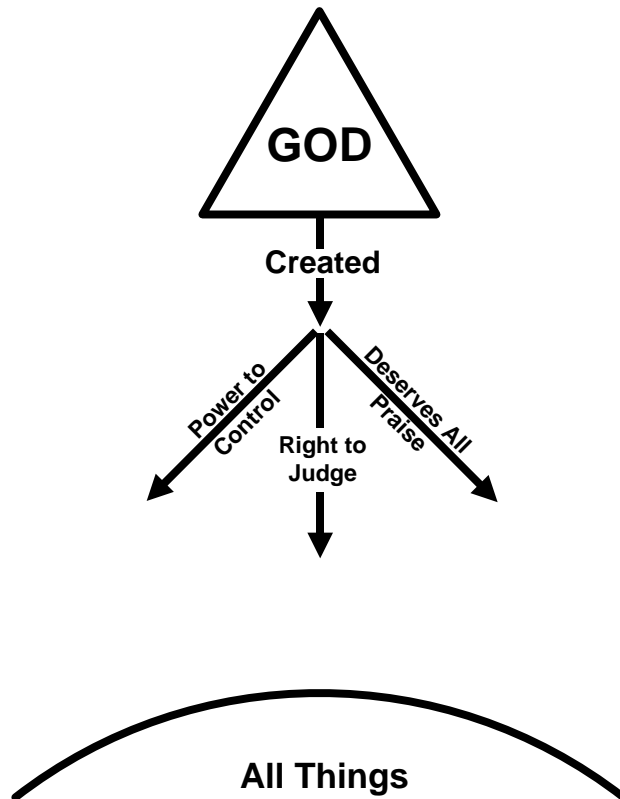 GOD
Created
Power to
Control
Right to
Judge
Deserves All
Praise
All Things